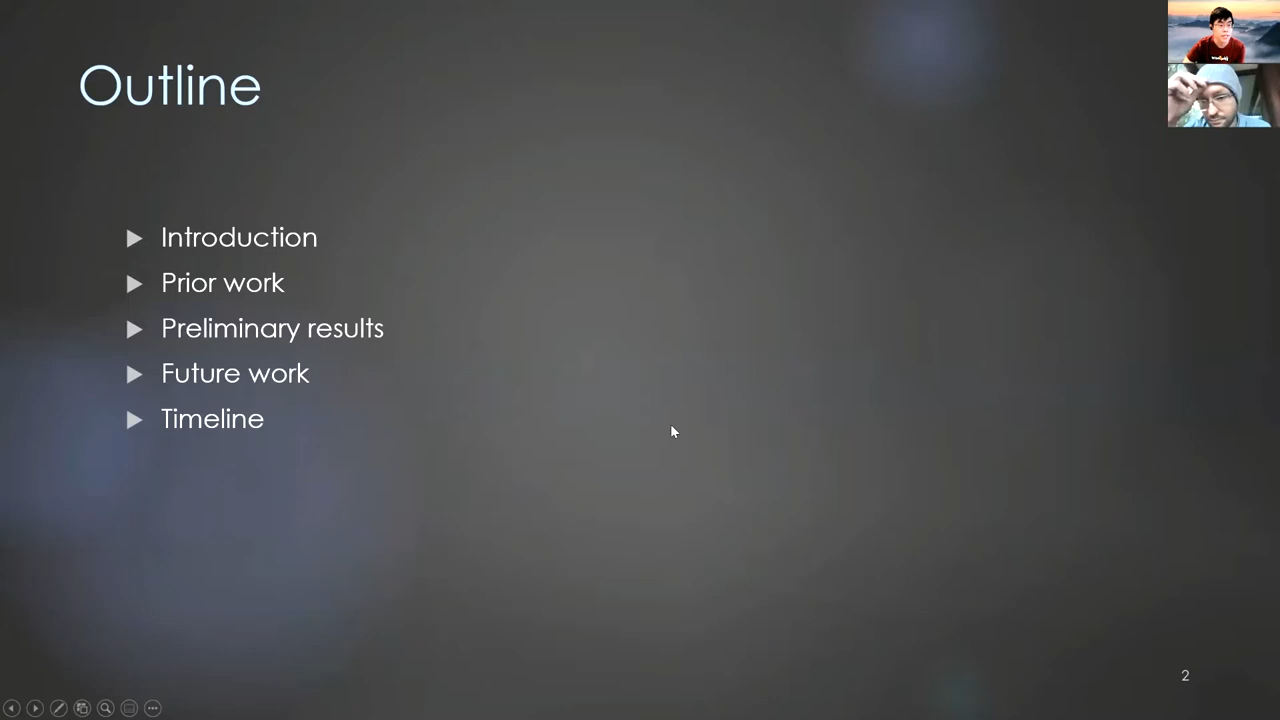 Outline
Introduction
Prior work
Preliminary results
Future work
Timeline
2